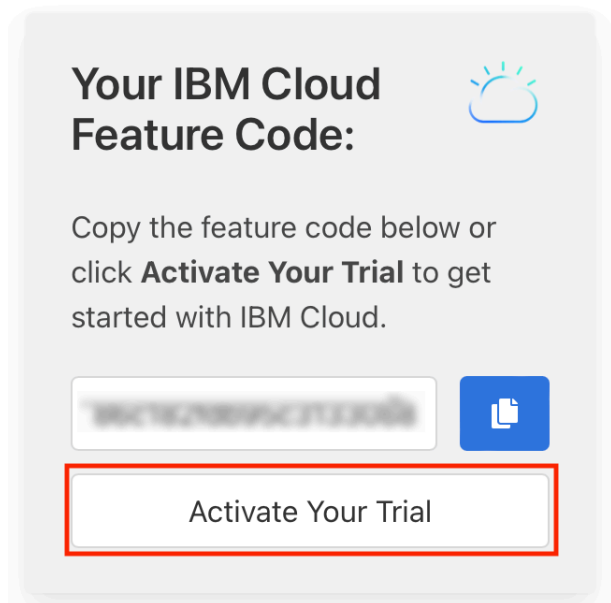 Your IBM Cloud
Feature Code:
Copy the feature code below or
click Activate Your Trial to get
started with IBM Cloud.
Activate Your Trial